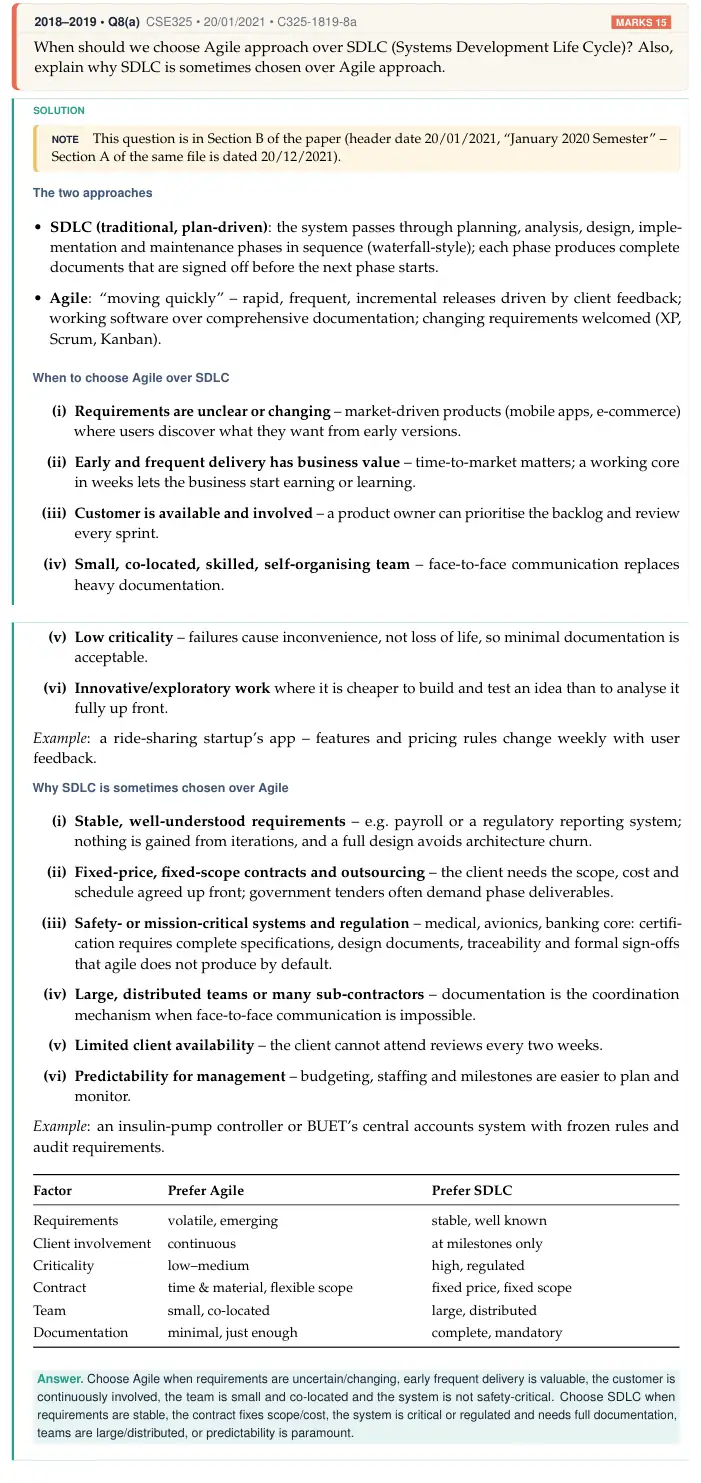 2018–2019 • Q8(a) CSE325 • 20/01/2021 • C325-1819-8a MARKS 15
When should we choose Agile approach over SDLC (Systems Development Life Cycle)? Also,
explain why SDLC is sometimes chosen over Agile approach.
SOLUTION
NOTE This question is in Section B of the paper (header date 20/01/2021, “January 2020 Semester” –
Section A of the same file is dated 20/12/2021).
The two approaches
• SDLC (traditional, plan-driven): the system passes through planning, analysis, design, imple-
mentation and maintenance phases in sequence (waterfall-style); each phase produces complete
documents that are signed off before the next phase starts.
• Agile: “moving quickly” – rapid, frequent, incremental releases driven by client feedback;
working software over comprehensive documentation; changing requirements welcomed (XP,
Scrum, Kanban).
When to choose Agile over SDLC
(i) Requirements are unclear or changing – market-driven products (mobile apps, e-commerce)
where users discover what they want from early versions.
(ii) Early and frequent delivery has business value – time-to-market matters; a working core
in weeks lets the business start earning or learning.
(iii) Customer is available and involved – a product owner can prioritise the backlog and review
every sprint.
(iv) Small, co-located, skilled, self-organising team – face-to-face communication replaces
heavy documentation.
(v) Low criticality – failures cause inconvenience, not loss of life, so minimal documentation is
acceptable.
(vi) Innovative/exploratory work where it is cheaper to build and test an idea than to analyse it
fully up front.
Example: a ride-sharing startup’s app – features and pricing rules change weekly with user
feedback.
Why SDLC is sometimes chosen over Agile
(i) Stable, well-understood requirements – e.g. payroll or a regulatory reporting system;
nothing is gained from iterations, and a full design avoids architecture churn.
(ii) Fixed-price, fixed-scope contracts and outsourcing – the client needs the scope, cost and
schedule agreed up front; government tenders often demand phase deliverables.
(iii) Safety- or mission-critical systems and regulation – medical, avionics, banking core: certifi-
cation requires complete specifications, design documents, traceability and formal sign-offs
that agile does not produce by default.
(iv) Large, distributed teams or many sub-contractors – documentation is the coordination
mechanism when face-to-face communication is impossible.
(v) Limited client availability – the client cannot attend reviews every two weeks.
(vi) Predictability for management – budgeting, staffing and milestones are easier to plan and
monitor.
Example: an insulin-pump controller or BUET’s central accounts system with frozen rules and
audit requirements.
Factor Prefer Agile Prefer SDLC
Requirements volatile, emerging stable, well known
Client involvement continuous at milestones only
Criticality low–medium high, regulated
Contract time & material, flexible scope fixed price, fixed scope
Team small, co-located large, distributed
Documentation minimal, just enough complete, mandatory
Answer. Choose Agile when requirements are uncertain/changing, early frequent delivery is valuable, the customer is
continuously involved, the team is small and co-located and the system is not safety-critical. Choose SDLC when
requirements are stable, the contract fixes scope/cost, the system is critical or regulated and needs full documentation,
teams are large/distributed, or predictability is paramount.